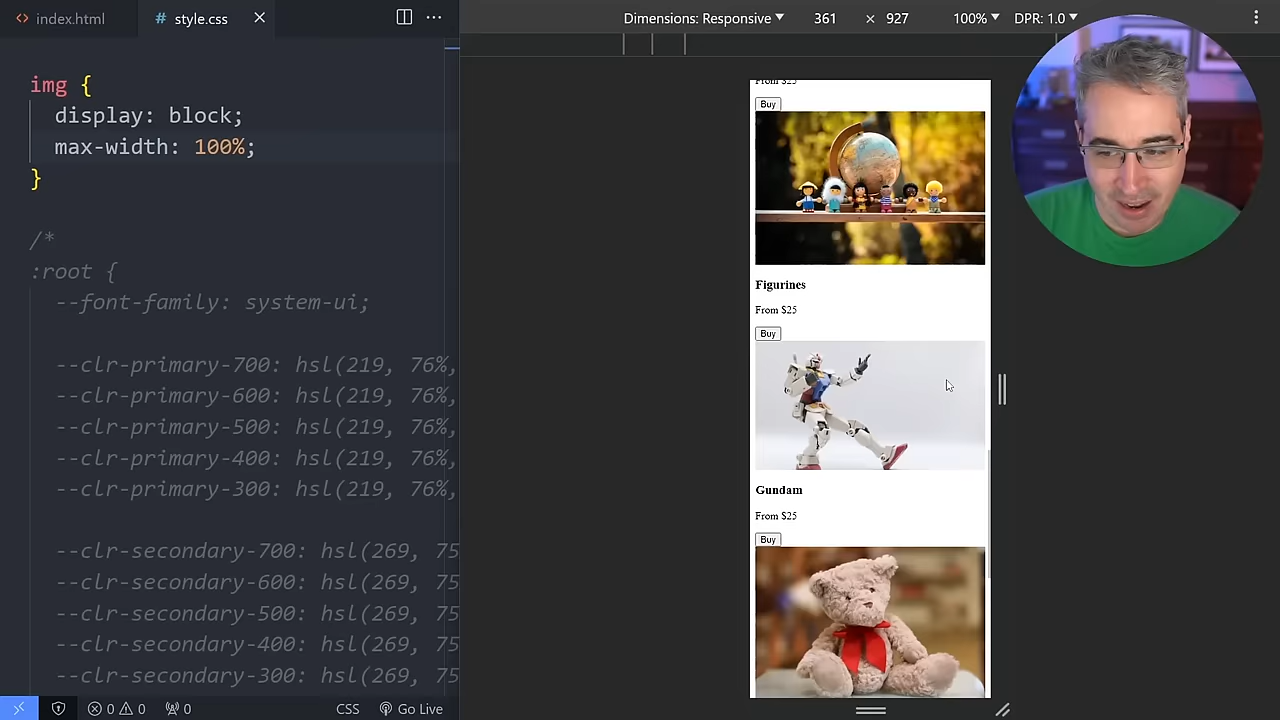 index.html
# style.css
Dimensions: Responsive
361 × 927
100%
DPR: 1.0
img {
display: block;
max-width: 100%;
}
/*
:root {
--font-family: system-ui;
--clr-primary-700: hsl(219, 76%,
--clr-primary-600: hsl(219, 76%,
--clr-primary-500: hsl(219, 76%,
--clr-primary-400: hsl(219, 76%,
--clr-primary-300: hsl(219, 76%,
--clr-secondary-700: hsl(269, 75
--clr-secondary-600: hsl(269, 75
--clr-secondary-500: hsl(269, 75
--clr-secondary-400: hsl(269, 75
--clr-secondary-300: hsl(269, 75
From $25
Buy
Figurines
From $25
Buy
Gundam
From $25
Buy
0 0 0
CSS
Go Live